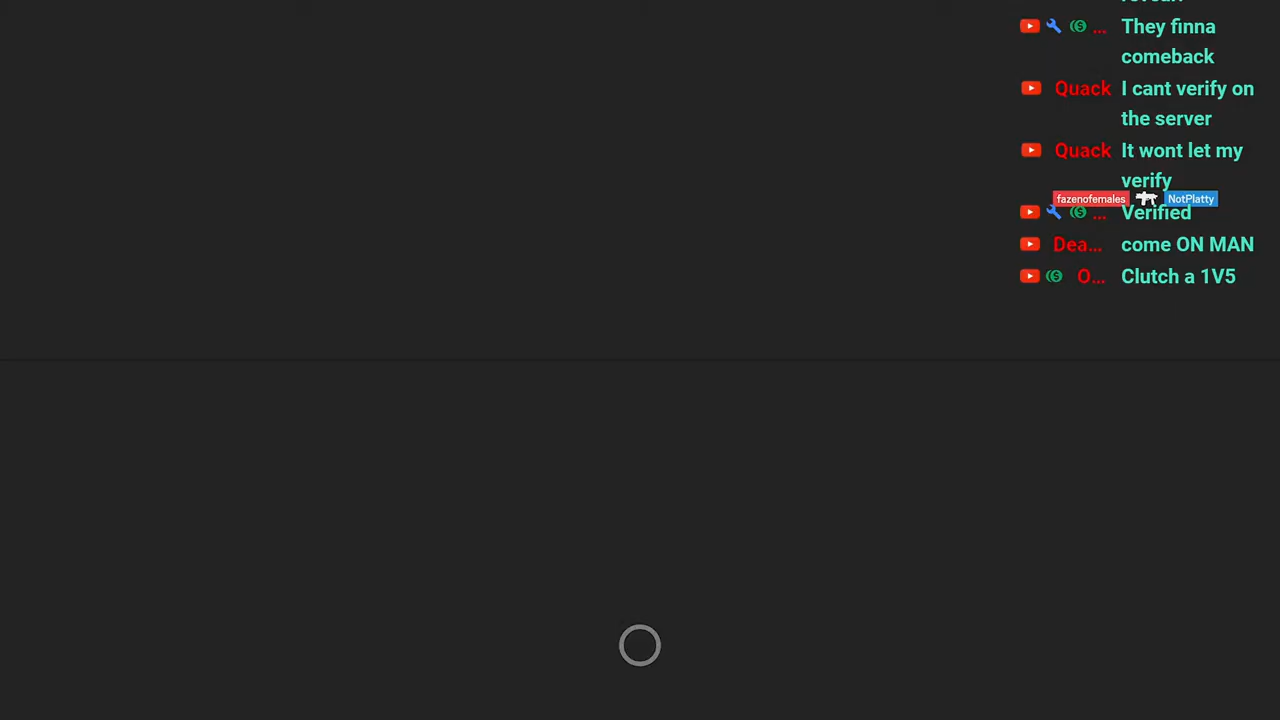 ... They finna
comeback
Quack I cant verify on
the server
Quack It wont let my
verify
fazenofemales NotPlatty
... Verified
Dea... come ON MAN
O... Clutch a 1V5